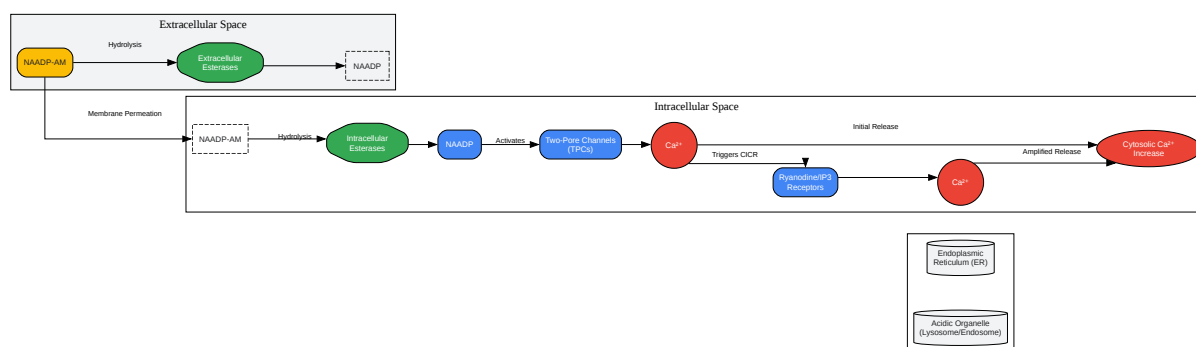 Extracellular Space
Hydrolysis
NAADP-AM
Extracellular
Esterases
NAADP
Membrane Permeation
Intracellular Space
NAADP-AM
Hydrolysis
Intracellular
Esterases
NAADP
Activates
Two-Pore Channels
(TPCs)
Ca²⁺
Initial Release
Triggers CICR
Ryanodine/IP3
Receptors
Ca²⁺
Amplified Release
Cytosolic Ca²⁺
Increase
Endoplasmic
Reticulum (ER)
Acidic Organelle
(Lysosome/Endosome)